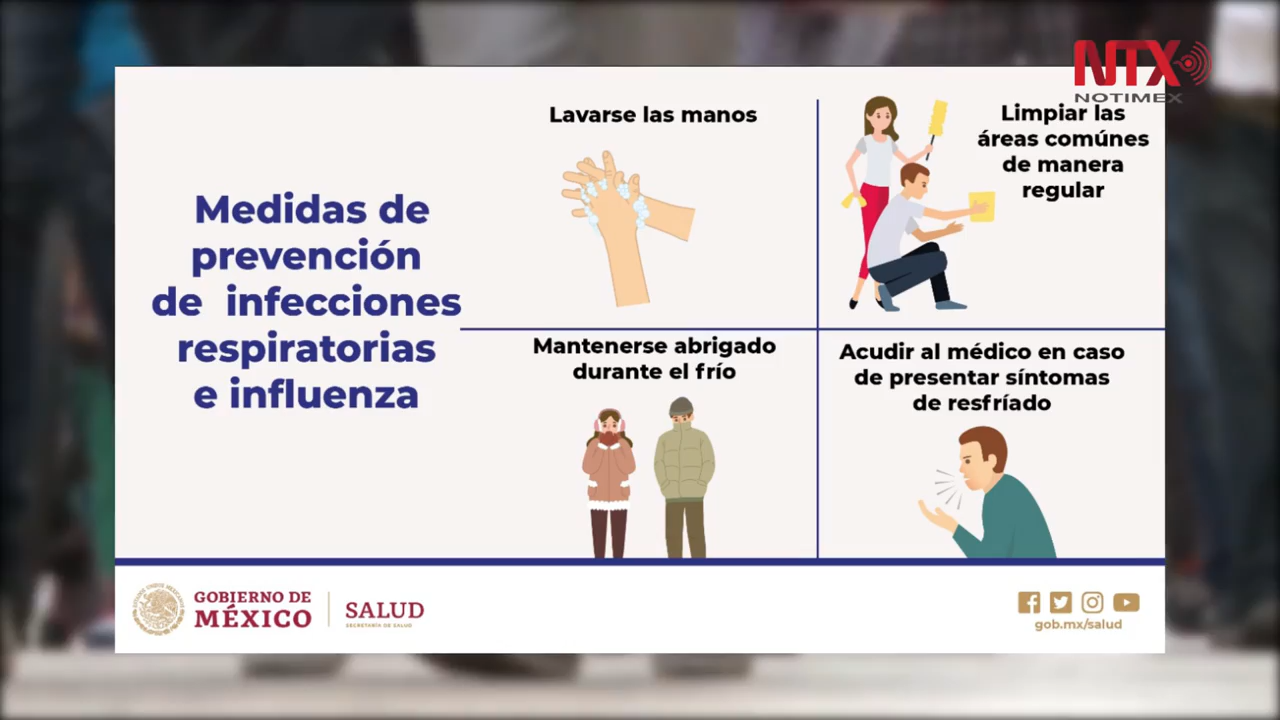 NTX
NOTIMEX
Medidas de
prevención
de infecciones
respiratorias
e influenza
Lavarse las manos
Limpiar las
áreas comúnes
de manera
regular
Mantenerse abrigado
durante el frío
Acudir al médico en caso
de presentar síntomas
de resfríado
GOBIERNO DE
MÉXICO
SALUD
SECRETARÍA DE SALUD
gob.mx/salud